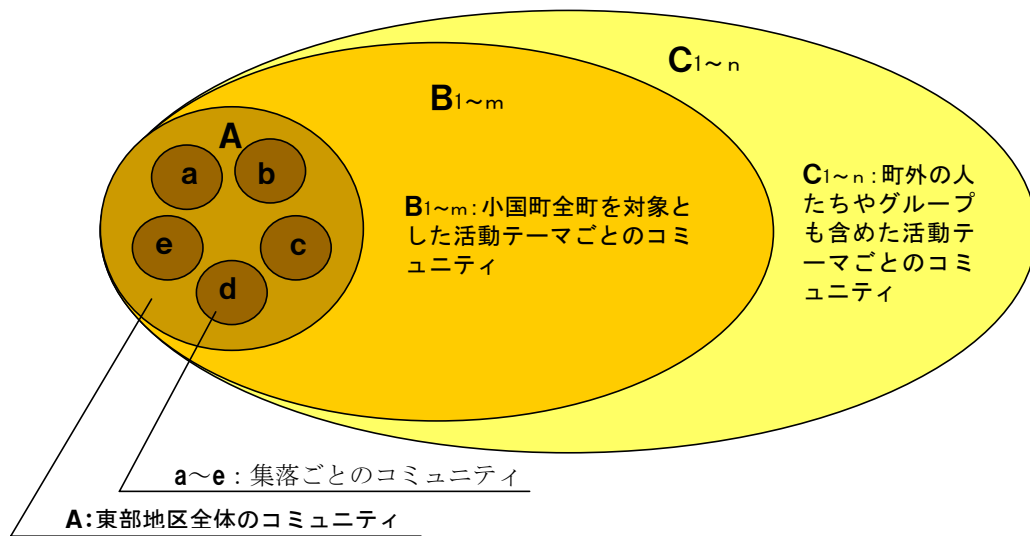 C1~n
B1~m
A
a
b
e
c
d
B1~m:小国町全町を対象と
した活動テーマごとのコミ
ュニティ
C1~n:町外の人
たちやグループ
も含めた活動テ
ーマごとのコミ
ュニティ
a～e:集落ごとのコミュニティ
A:東部地区全体のコミュニティ